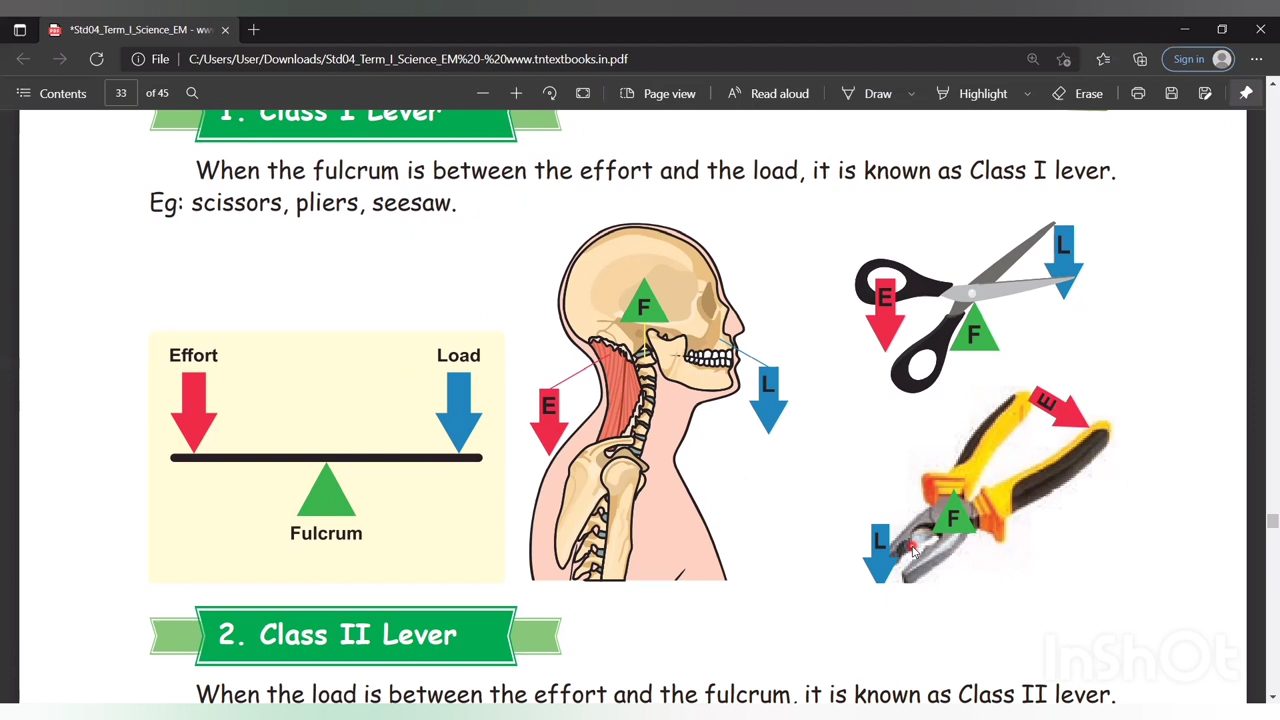 *Std04_Term_I_Science_EM - ww
File
C:/Users/User/Downloads/Std04_Term_I_Science_EM%20-%20www.tntextbooks.in.pdf
Sign in
Contents
33
of 45
Page view
Read aloud
Draw
Highlight
Erase
1. Class I Lever
When the fulcrum is between the effort and the load, it is known as Class I lever.
Eg: scissors, pliers, seesaw.
Effort
Load
Fulcrum
F
E
L
E
L
F
E
F
L
2. Class II Lever
When the load is between the effort and the fulcrum, it is known as Class II lever.
InShOt